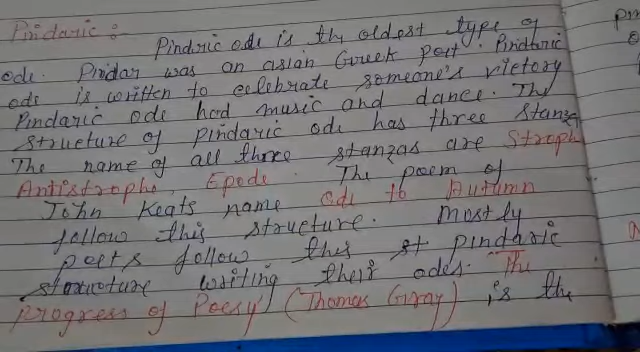 Pindaric :
Pindric ode is the oldest type of
ode. Pindar was an asian Greek poet. Pindaric
ode is written to celebrate someone's victory
Pindaric ode had music and dance. The
structure of pindaric ode has three stanza
The name of all three stanzas are Stroph
Antistrophe, Epode. The poem of
John Keats name ode to Autumn
follow this structure. Mostly
poets follow this st pindaric
structure writing their odes. The
progress of Poesy (Thomas Gray) is the